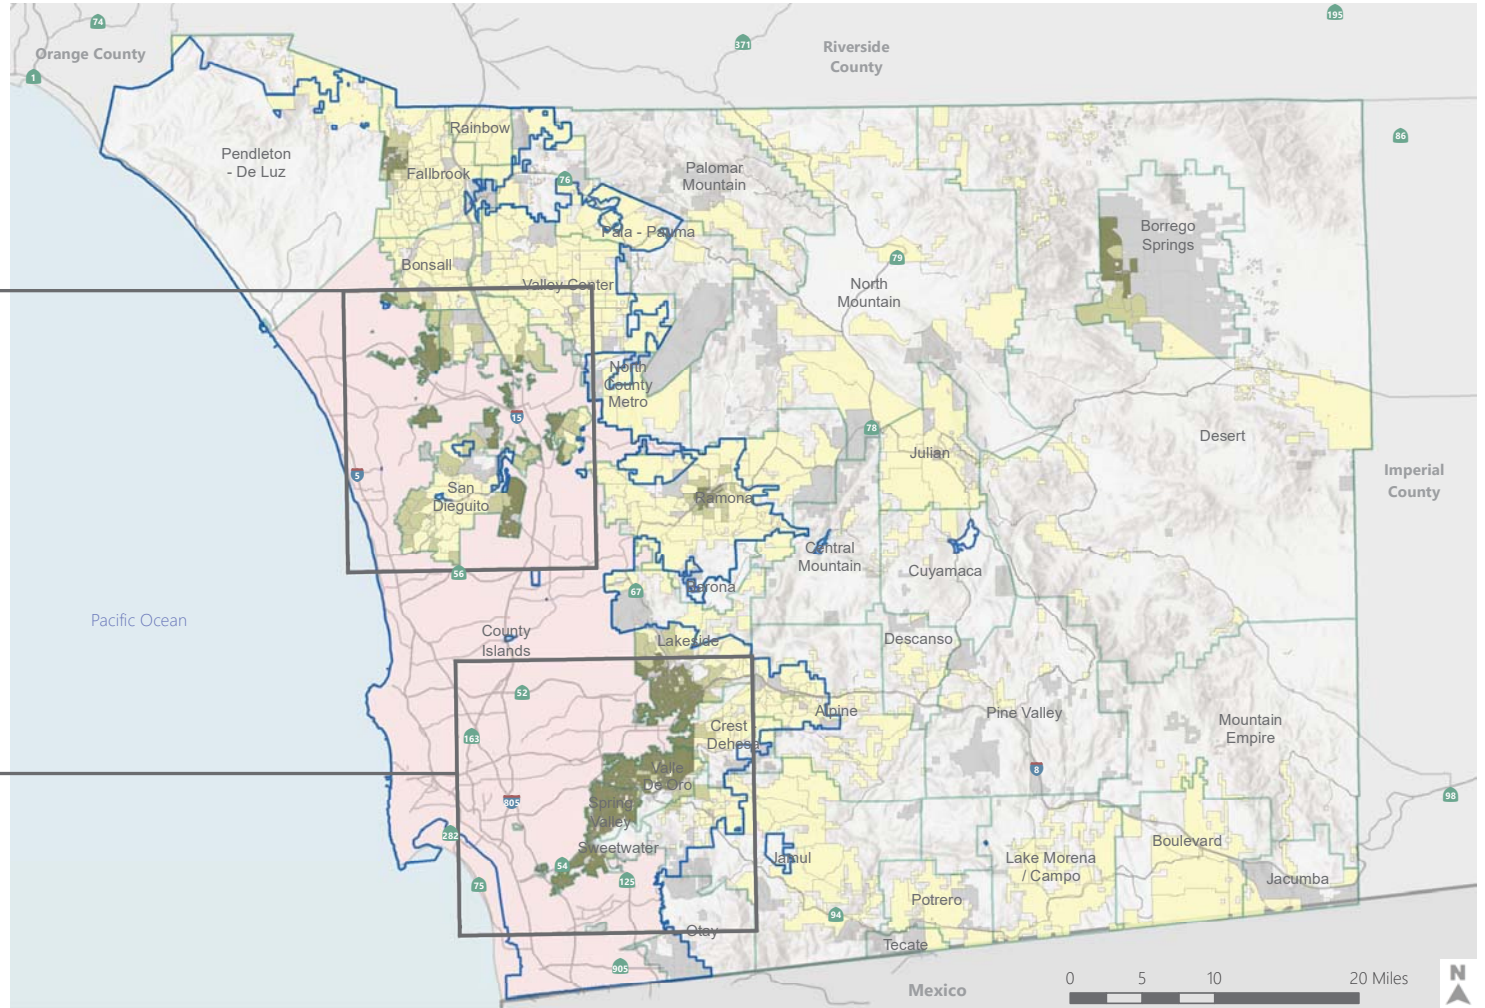 74
195
371
Orange County
Riverside
County
1
86
Rainbow
Pendleton
- De Luz
Fallbrook
76
Palomar
Mountain
Pala - Pauma
Borrego
Springs
Bonsall
79
Valley Center
North
Mountain
North
County
Metro
15
78
Desert
Julian
5
Imperial
County
San
Dieguito
Ramona
Central
Mountain
56
Cuyamaca
67
Barona
Pacific Ocean
County
Islands
Lakeside
Descanso
52
Alpine
Pine Valley
Crest
Dehesa
Mountain
Empire
163
Valle
De Oro
8
805
Spring
Valley
98
282
Sweetwater
Boulevard
Jamul
Lake Morena
/ Campo
54
125
75
Jacumba
Potrero
94
Otay
Tecate
905
Mexico
0 5 10 20 Miles
N